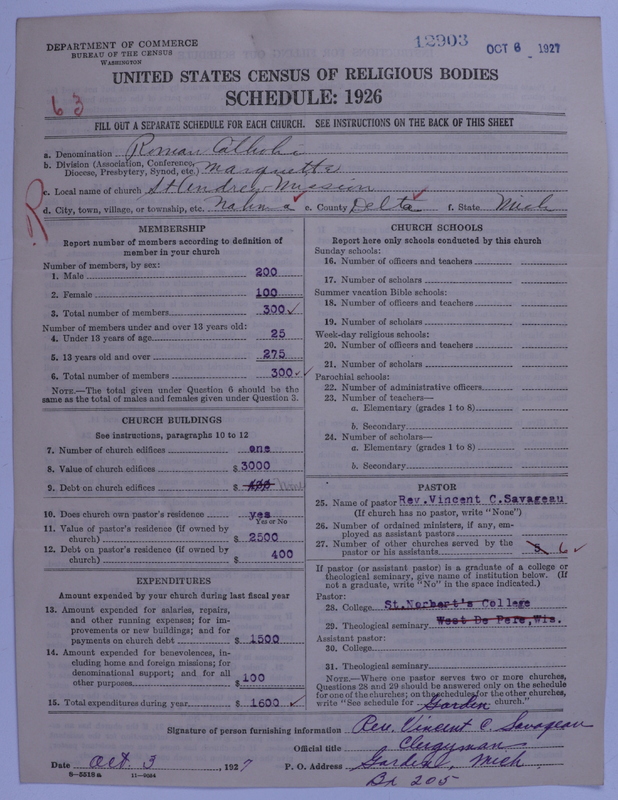 DEPARTMENT OF COMMERCE
BUREAU OF THE CENSUS
WASHINGTON
12903
OCT 6 1927
UNITED STATES CENSUS OF RELIGIOUS BODIES
SCHEDULE: 1926
63
FILL OUT A SEPARATE SCHEDULE FOR EACH CHURCH. SEE INSTRUCTIONS ON THE BACK OF THIS SHEET
a. Denomination Roman Catholic
b. Division (Association, Conference, Diocese, Presbytery, Synod, etc.) Marquette
c. Local name of church St Andrew Mission
R
d. City, town, village, or township, etc. Nahma e. County Delta f. State Mich
MEMBERSHIP
Report number of members according to definition of
member in your church
Number of members, by sex:
1. Male 200
2. Female 100
3. Total number of members 300 ✓
Number of members under and over 13 years old:
4. Under 13 years of age 25
5. 13 years old and over 275
6. Total number of members 300 ✓
NOTE.—The total given under Question 6 should be the
same as the total of males and females given under Question 3.
CHURCH BUILDINGS
See instructions, paragraphs 10 to 12
7. Number of church edifices one
8. Value of church edifices $ 3000
9. Debt on church edifices $ 400 None
10. Does church own pastor's residence yes
Yes or No
11. Value of pastor's residence (if owned by
church) $ 2500
12. Debt on pastor's residence (if owned by
church) $ 400
EXPENDITURES
Amount expended by your church during last fiscal year
13. Amount expended for salaries, repairs,
and other running expenses; for im-
provements or new buildings; and for
payments on church debt $ 1500
14. Amount expended for benevolences, in-
cluding home and foreign missions; for
denominational support; and for all
other purposes $ 100
15. Total expenditures during year $ 1600 ✓
CHURCH SCHOOLS
Report here only schools conducted by this church
Sunday schools:
16. Number of officers and teachers
17. Number of scholars
Summer vacation Bible schools:
18. Number of officers and teachers
19. Number of scholars
Week-day religious schools:
20. Number of officers and teachers
21. Number of scholars
Parochial schools:
22. Number of administrative officers
23. Number of teachers—
a. Elementary (grades 1 to 8)
b. Secondary
24. Number of scholars—
a. Elementary (grades 1 to 8)
b. Secondary
PASTOR
25. Name of pastor Rev. Vincent C. Savageau
(If church has no pastor, write "None")
26. Number of ordained ministers, if any, em-
ployed as assistant pastors
27. Number of other churches served by the
pastor or his assistants 5 6 ✓
If pastor (or assistant pastor) is a graduate of a college or
theological seminary, give name of institution below. (If
not a graduate, write "No" in the space indicated.)
Pastor:
28. College St. Norbert's College
29. Theological seminary West De Pere, Wis.
Assistant pastor:
30. College
31. Theological seminary
NOTE.—Where one pastor serves two or more churches,
Questions 28 and 29 should be answered only on the schedule
for one of the churches; on the schedules for the other churches,
write "See schedule for Garden church."
Signature of person furnishing information Rev. Vincent C. Savageau
Official title Clergyman
Date Oct. 3, 1927 P. O. Address Garden, Mich
8-5518 a 11-9084
Bx 205